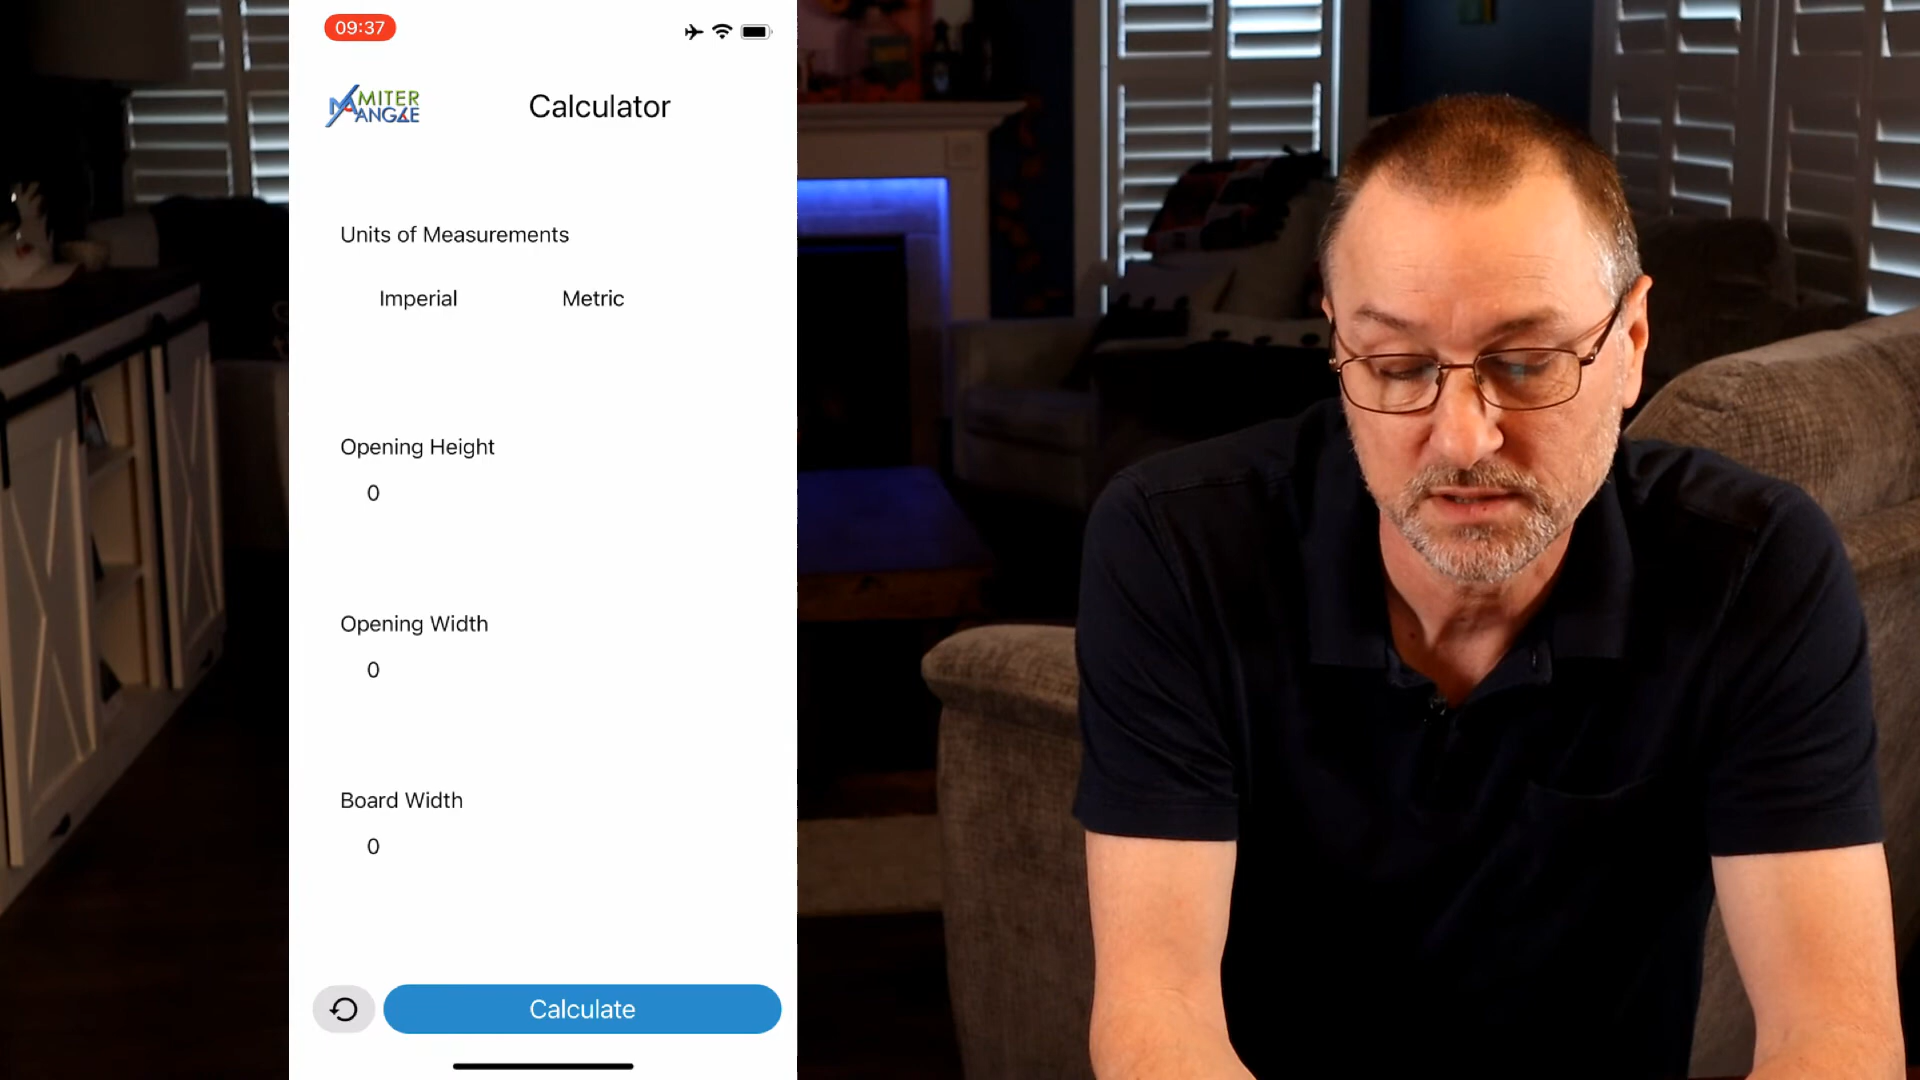 09:37
MITER
ANGLE
Calculator
Units of Measurements
Imperial
Metric
Opening Height
0
Opening Width
0
Board Width
0
Calculate